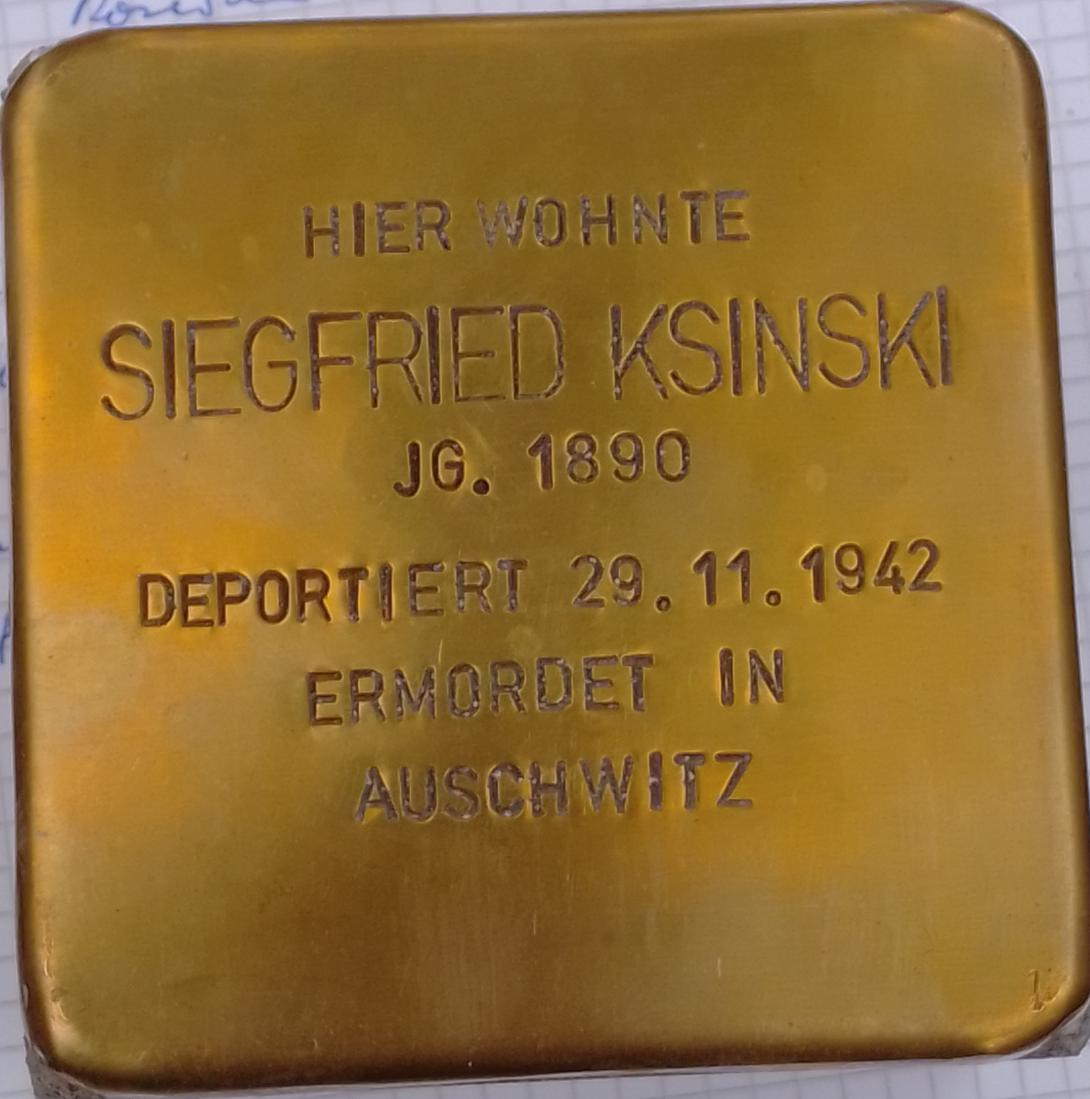 HIER WOHNTE
SIEGFRIED KSINSKI
JG. 1890
DEPORTIERT 29.11.1942
ERMORDET IN
AUSCHWITZ